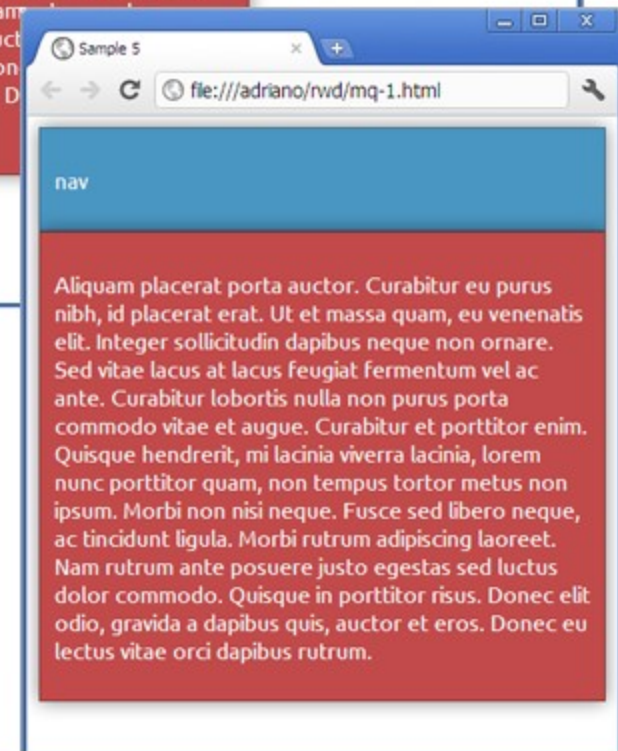 am
uct
on
D
Sample 5
file:///adriano/rwd/mq-1.html
nav
Aliquam placerat porta auctor. Curabitur eu purus
nibh, id placerat erat. Ut et massa quam, eu venenatis
elit. Integer sollicitudin dapibus neque non ornare.
Sed vitae lacus at lacus feugiat fermentum vel ac
ante. Curabitur lobortis nulla non purus porta
commodo vitae et augue. Curabitur et porttitor enim.
Quisque hendrerit, mi lacinia viverra lacinia, lorem
nunc porttitor quam, non tempus tortor metus non
ipsum. Morbi non nisi neque. Fusce sed libero neque,
ac tincidunt ligula. Morbi rutrum adipiscing laoreet.
Nam rutrum ante posuere justo egestas sed luctus
dolor commodo. Quisque in porttitor risus. Donec elit
odio, gravida a dapibus quis, auctor et eros. Donec eu
lectus vitae orci dapibus rutrum.